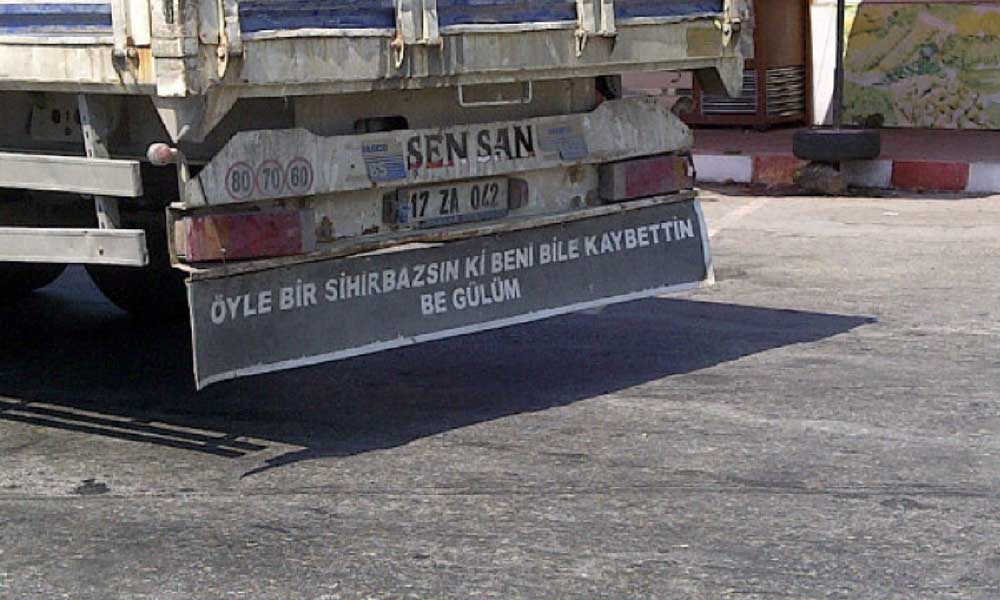 ŞEN SAN
80 70 60
17 ZA 042
ÖYLE BİR SİHİRBAZSIN Kİ BENİ BİLE KAYBETTİN
BE GÜLÜM